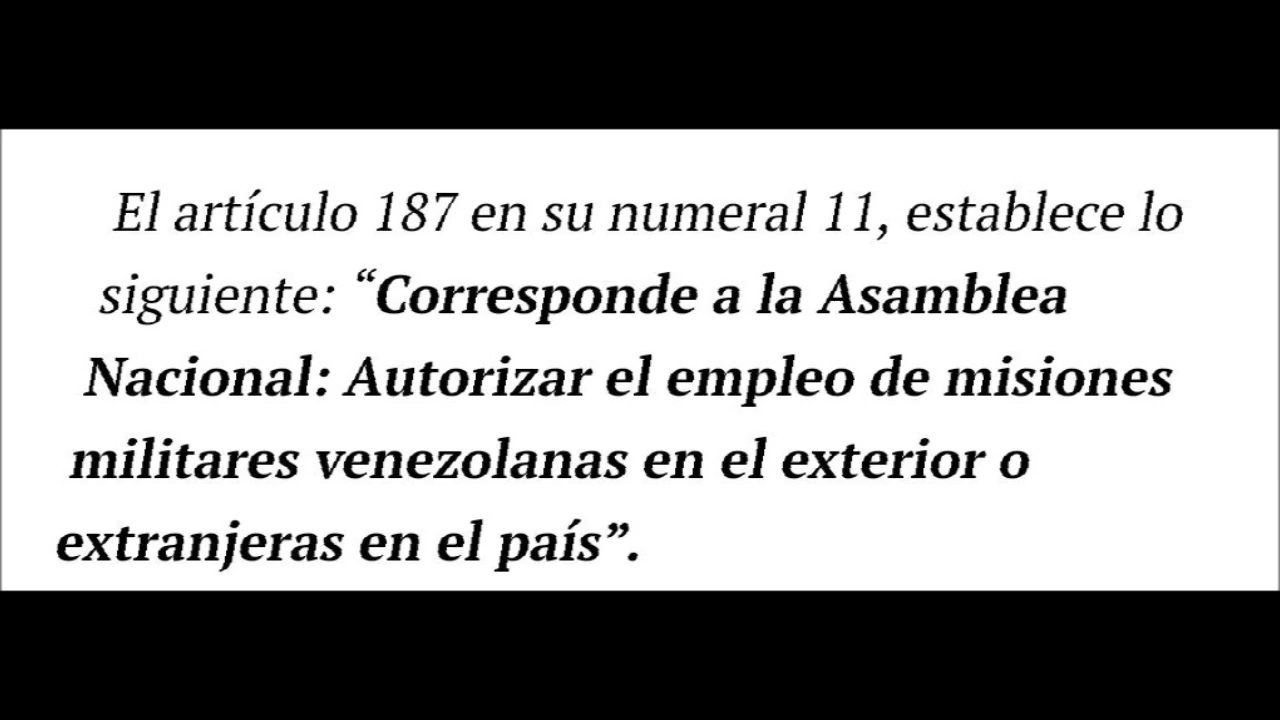 El artículo 187 en su numeral 11, establece lo
siguiente: “Corresponde a la Asamblea
Nacional: Autorizar el empleo de misiones
militares venezolanas en el exterior o
extranjeras en el país”.